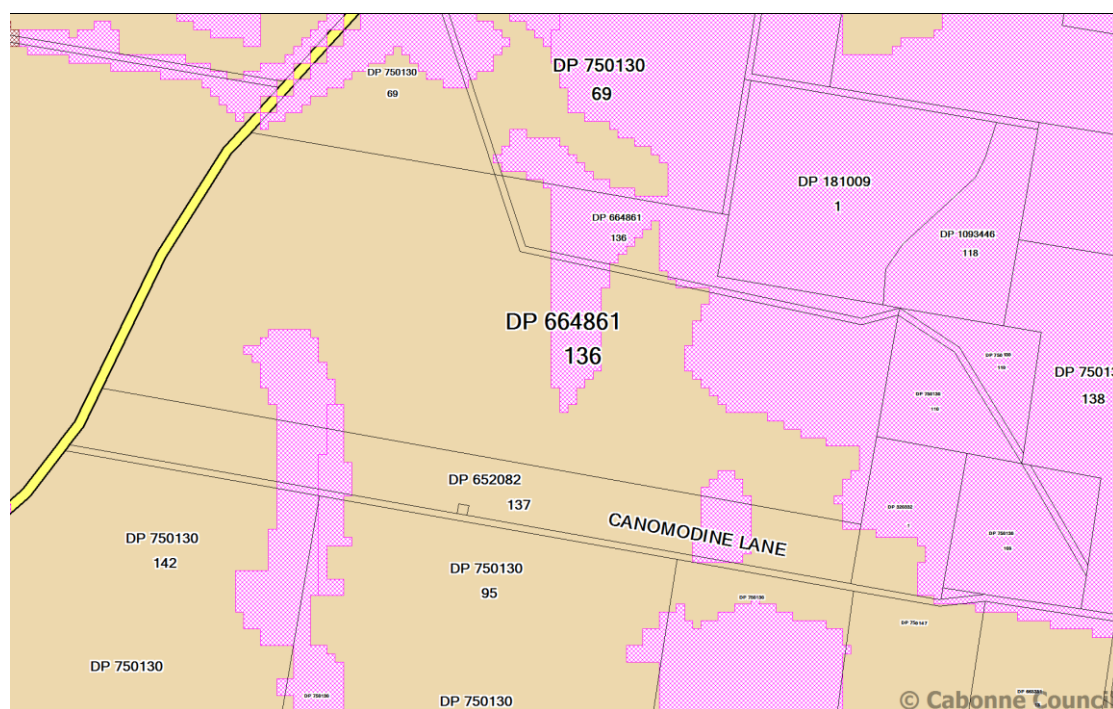 DP 750130
69
DP 750130
69
DP 181009
1
DP 664861
136
DP 1093446
118
DP 664861
136
DP 7501
138
DP 652082
137
CANOMODINE LANE
DP 750130
142
DP 750130
95
DP 750130
DP 750130
© Cabonne Council